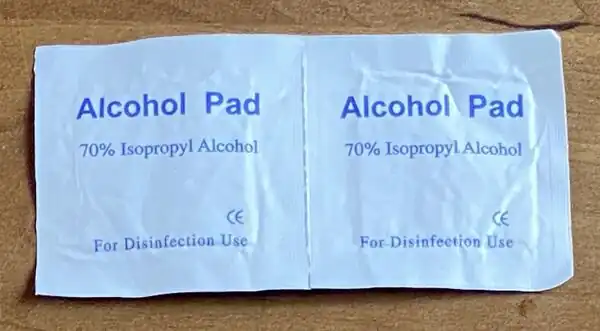 Alcohol Pad
70% Isopropyl Alcohol
CE
For Disinfection Use
Alcohol Pad
70% Isopropyl Alcohol
CE
For Disinfection Use